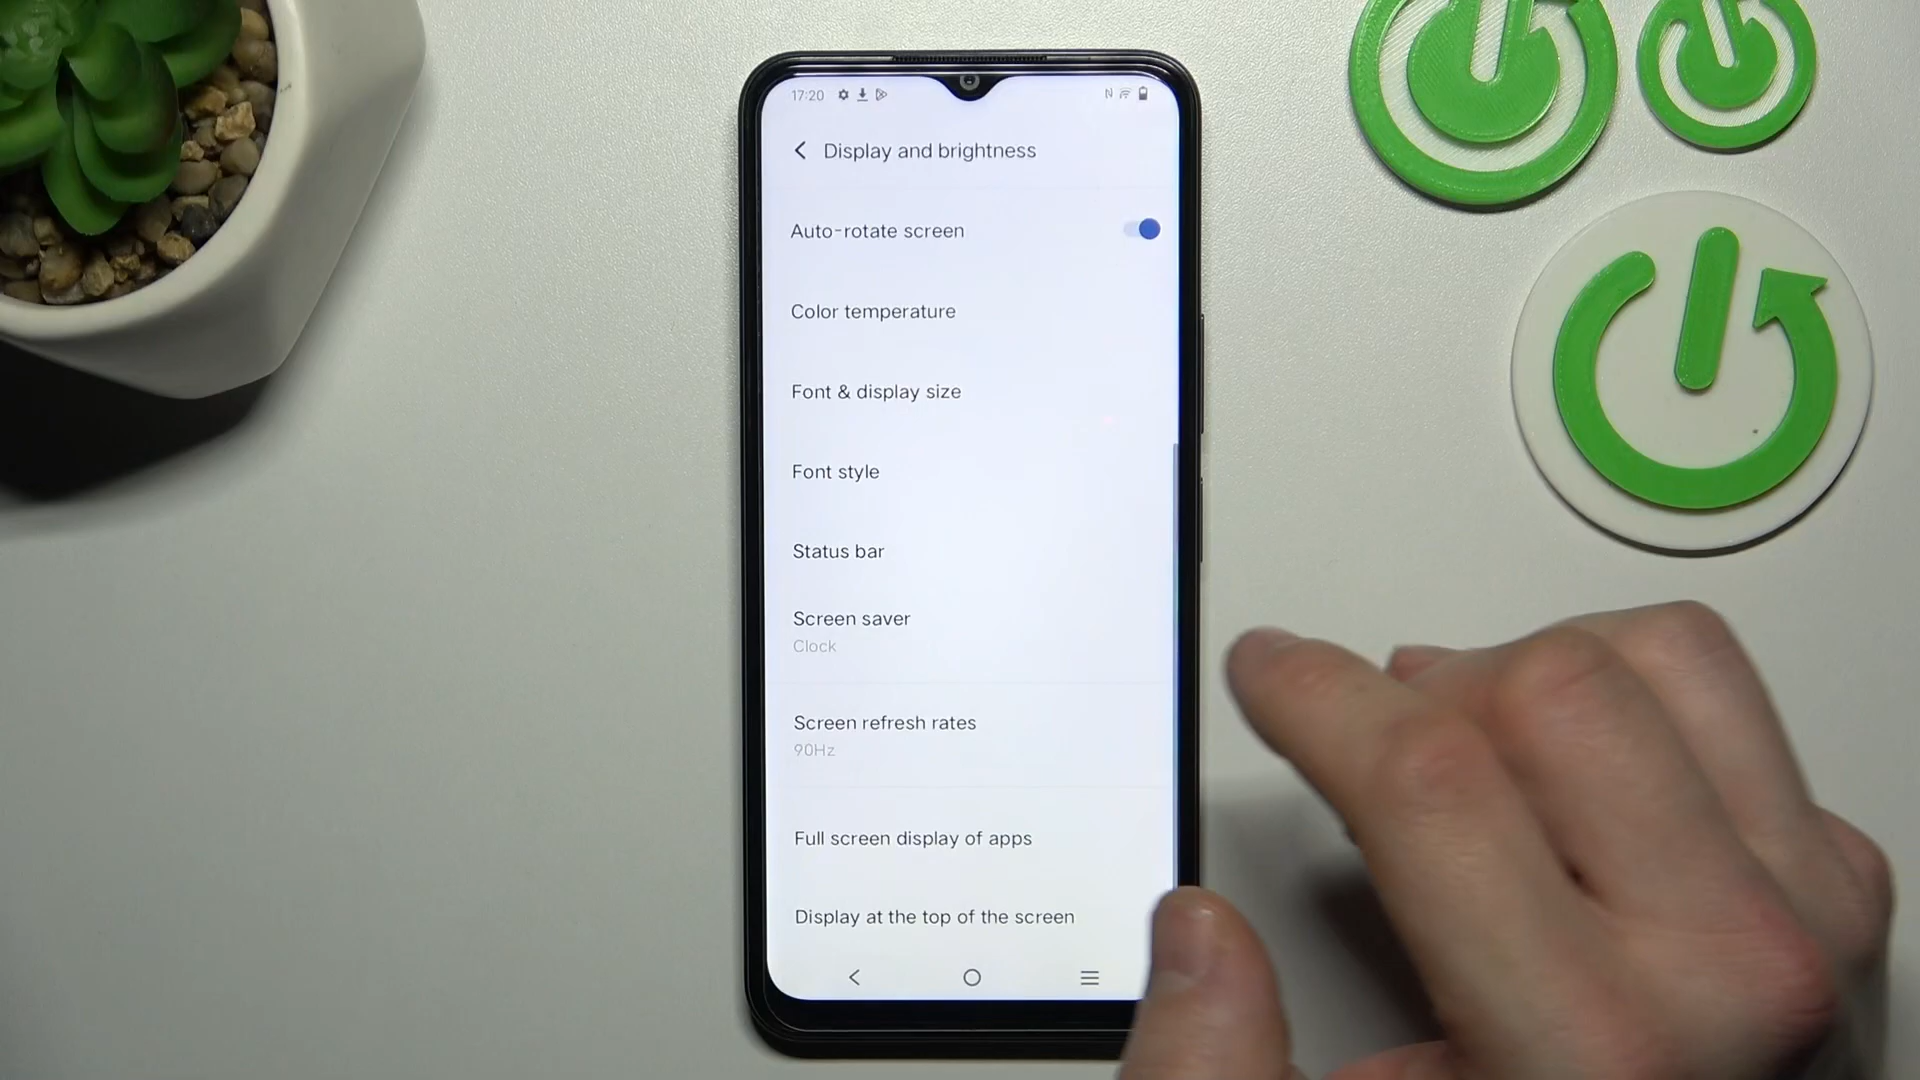 17:20
Display and brightness
Auto-rotate screen
Color temperature
Font & display size
Font style
Status bar
Screen saver
Clock
Screen refresh rates
90Hz
Full screen display of apps
Display at the top of the screen